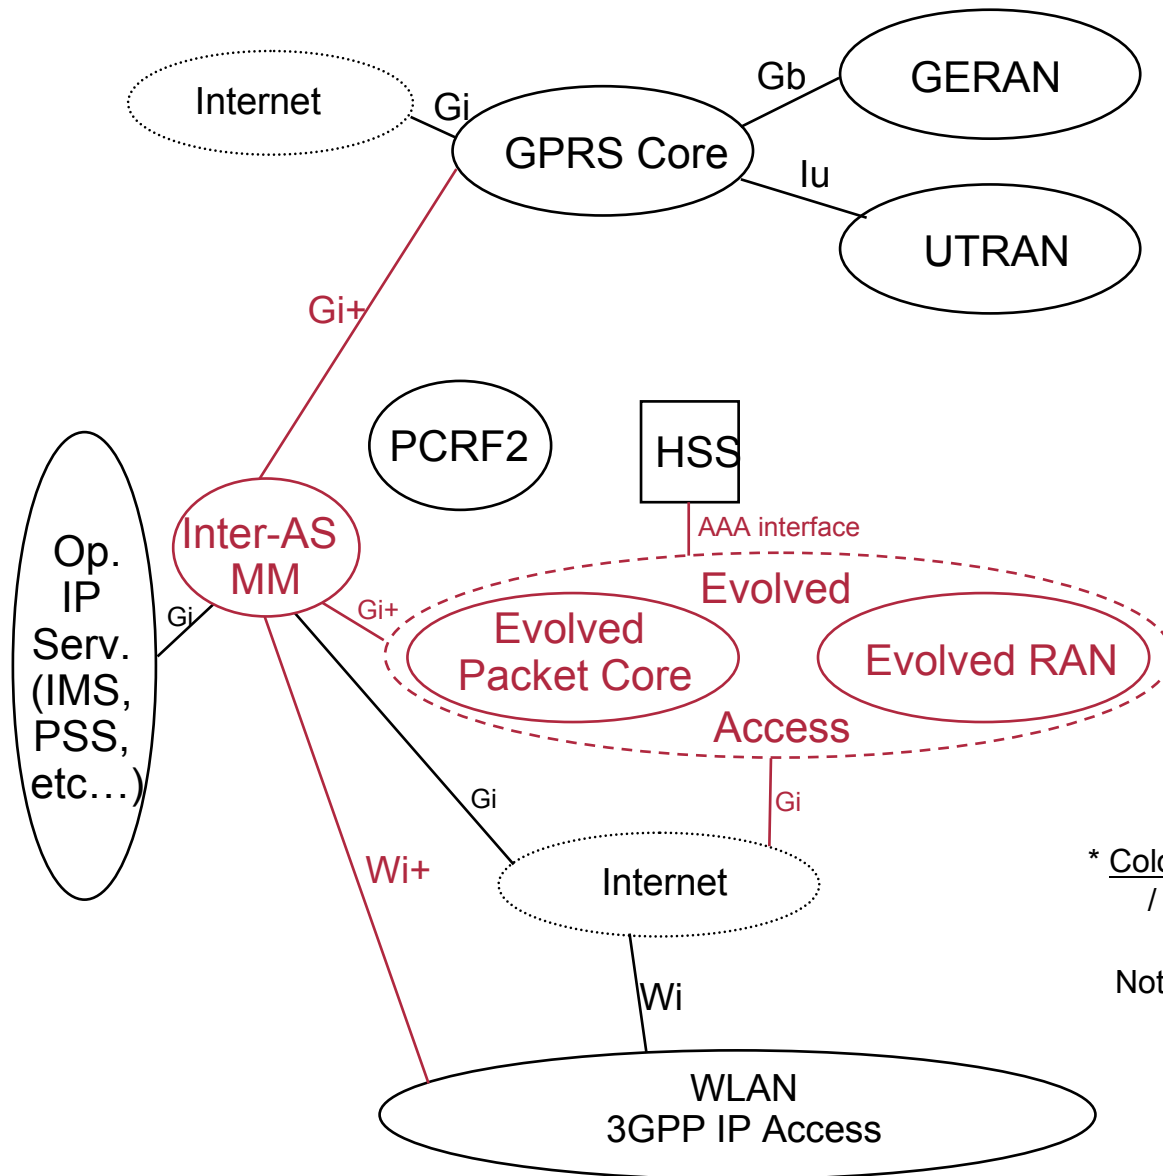 GERAN
Gb
Internet
Gi
GPRS Core
Iu
UTRAN
Gi+
PCRF2
HSS
AAA interface
Inter-AS
MM
Op.
IP
Serv.
(IMS,
PSS,
etc…)
Gi
Gi+
Evolved
Evolved
Packet Core
Evolved RAN
Access
Gi
Gi
Wi+
Internet
* Colo
/
Not
Wi
WLAN
3GPP IP Access